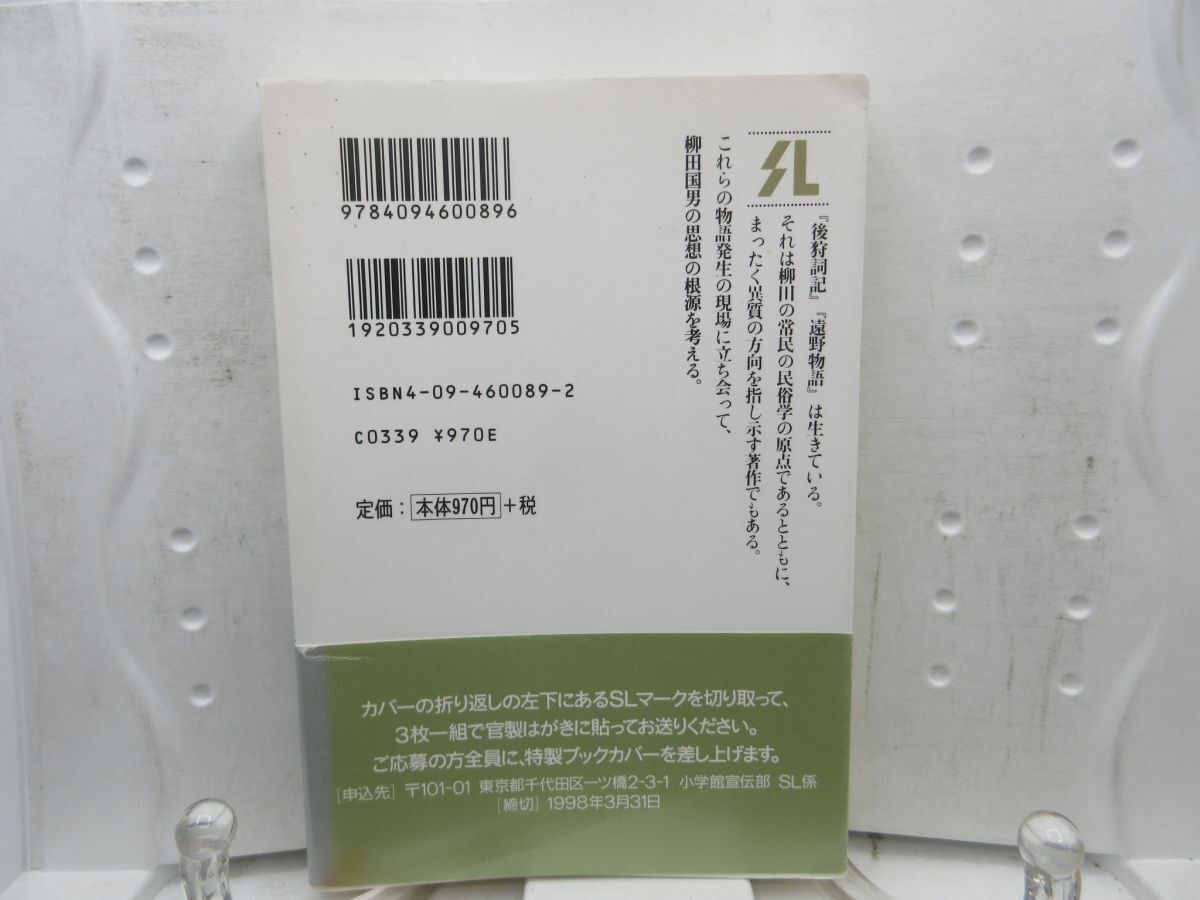 SL
『後狩詞記』『遠野物語』は生きている。
それは柳田の常民の民俗学の原点であるとともに、
まったく異質の方向を指し示す著作でもある。
これらの物語発生の現場に立ち会って、
柳田国男の思想の根源を考える。
9784094600896
1920339009705
ISBN4-09-460089-2
C0339 ¥970E
定価：本体970円+税
カバーの折り返しの左下にあるSLマークを切り取って、
3枚一組で官製はがきに貼ってお送りください。
ご応募の方全員に、特製ブックカバーを差し上げます。
[申込先] 〒101-01 東京都千代田区一ツ橋2-3-1 小学館宣伝部 SL係
[締切] 1998年3月31日